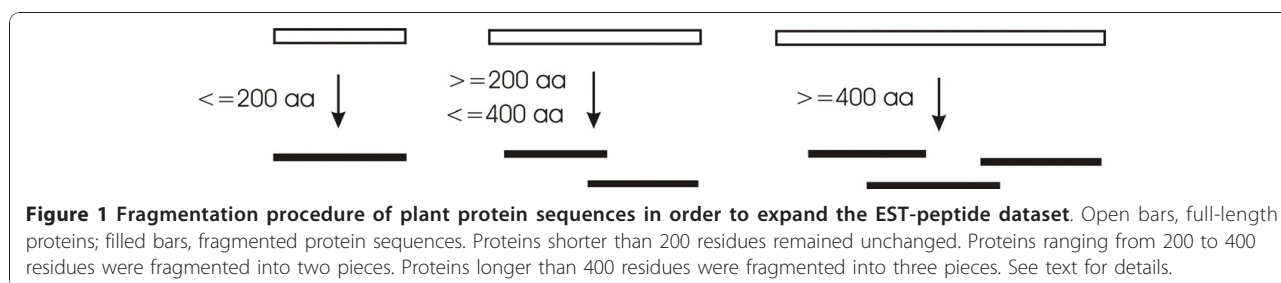 <=200 aa
>=200 aa
<=400 aa
>=400 aa
Figure 1 Fragmentation procedure of plant protein sequences in order to expand the EST-peptide dataset. Open bars, full-length
proteins; filled bars, fragmented protein sequences. Proteins shorter than 200 residues remained unchanged. Proteins ranging from 200 to 400
residues were fragmented into two pieces. Proteins longer than 400 residues were fragmented into three pieces. See text for details.